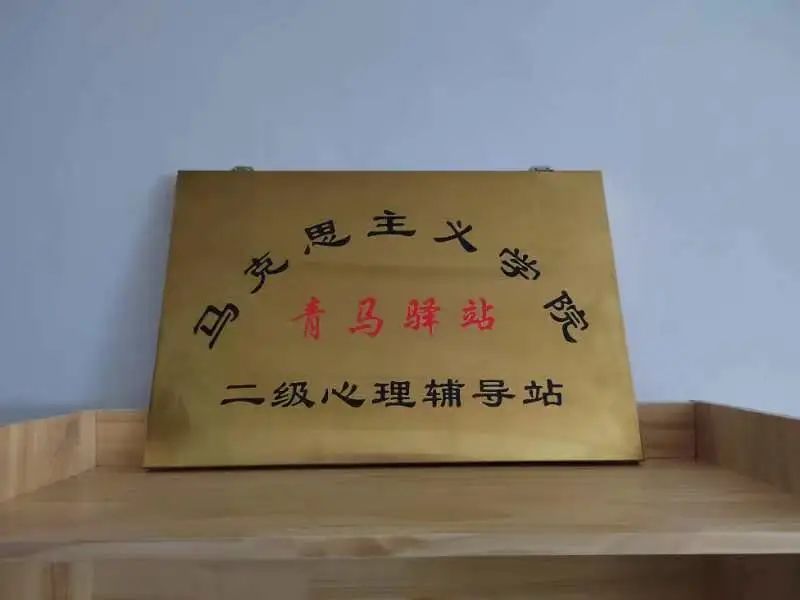 马克思主义学院
青马驿站
二级心理辅导站